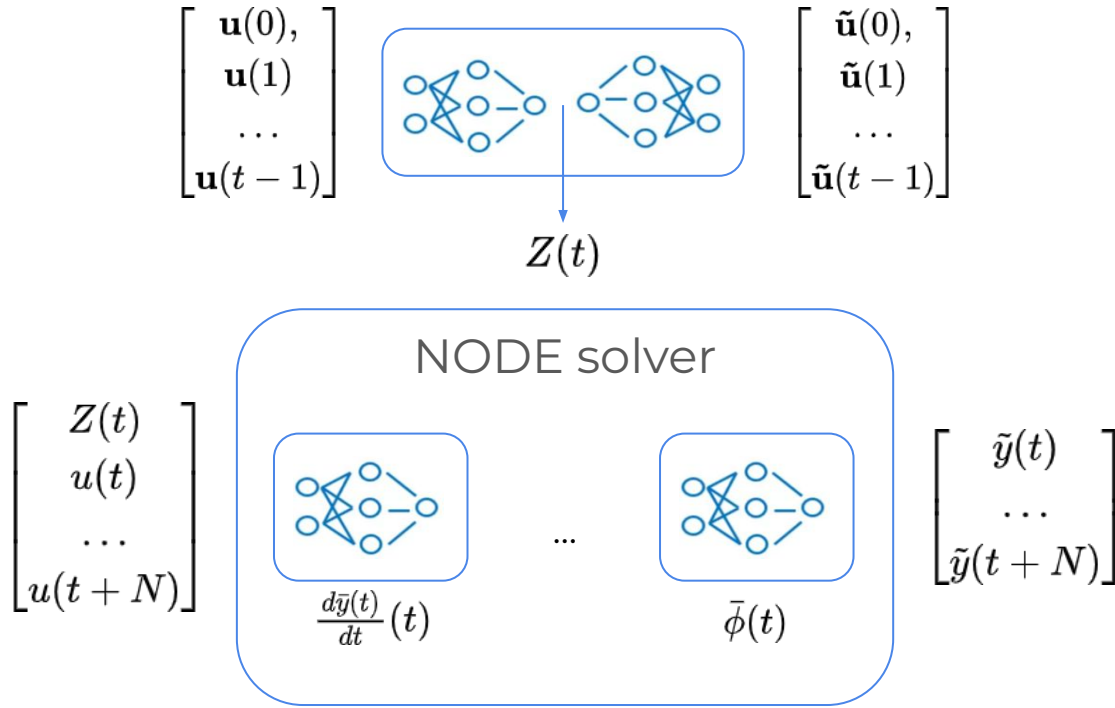 u(0),
u(1)
...
u(t − 1)
ũ(0),
ũ(1)
...
ũ(t − 1)
Z(t)
NODE solver
Z(t)
u(t)
...
u(t + N)
...
dȳ(t)/dt (t)
ϕ̄(t)
ỹ(t)
...
ỹ(t + N)